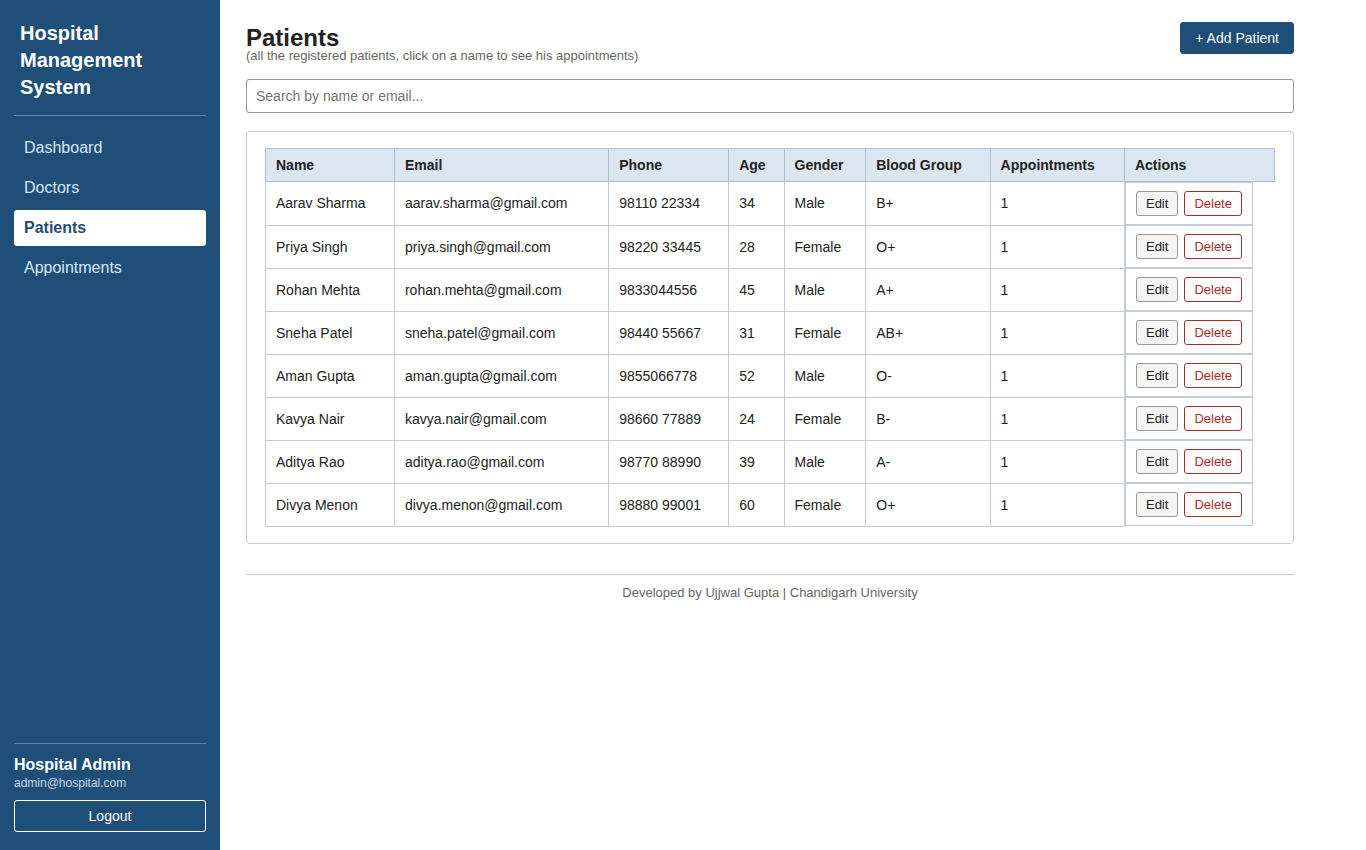 Hospital
Management
System
Dashboard
Doctors
Patients
Appointments
Hospital Admin
admin@hospital.com
Logout
Patients
(all the registered patients, click on a name to see his appointments)
+ Add Patient
Search by name or email...
Name Email Phone Age Gender Blood Group Appointments Actions
Aarav Sharma aarav.sharma@gmail.com 98110 22334 34 Male B+ 1 Edit Delete
Priya Singh priya.singh@gmail.com 98220 33445 28 Female O+ 1 Edit Delete
Rohan Mehta rohan.mehta@gmail.com 9833044556 45 Male A+ 1 Edit Delete
Sneha Patel sneha.patel@gmail.com 98440 55667 31 Female AB+ 1 Edit Delete
Aman Gupta aman.gupta@gmail.com 9855066778 52 Male O- 1 Edit Delete
Kavya Nair kavya.nair@gmail.com 98660 77889 24 Female B- 1 Edit Delete
Aditya Rao aditya.rao@gmail.com 98770 88990 39 Male A- 1 Edit Delete
Divya Menon divya.menon@gmail.com 98880 99001 60 Female O+ 1 Edit Delete
Developed by Ujjwal Gupta | Chandigarh University